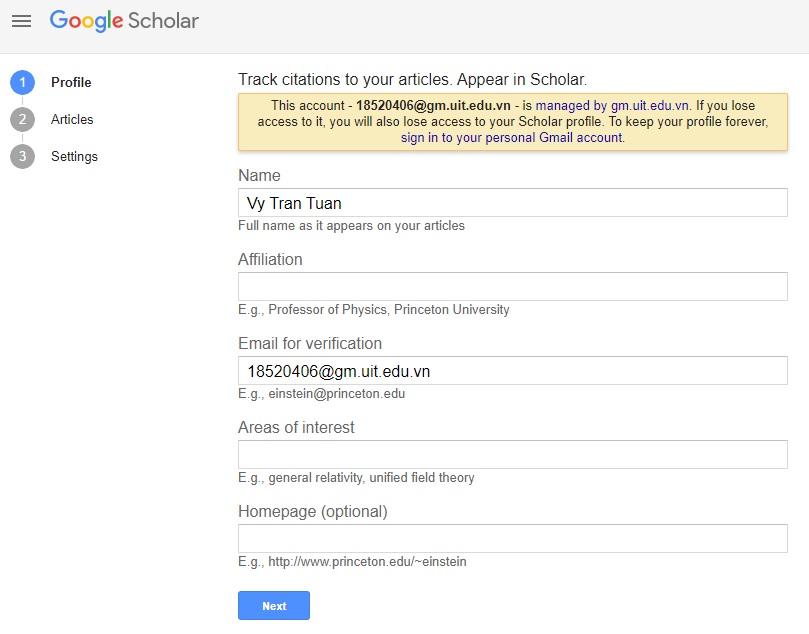 Google Scholar
1 Profile
2 Articles
3 Settings
Track citations to your articles. Appear in Scholar.
This account - 18520406@gm.uit.edu.vn - is managed by gm.uit.edu.vn. If you lose
access to it, you will also lose access to your Scholar profile. To keep your profile forever,
sign in to your personal Gmail account.
Name
Vy Tran Tuan
Full name as it appears on your articles
Affiliation
E.g., Professor of Physics, Princeton University
Email for verification
18520406@gm.uit.edu.vn
E.g., einstein@princeton.edu
Areas of interest
E.g., general relativity, unified field theory
Homepage (optional)
E.g., http://www.princeton.edu/~einstein
Next